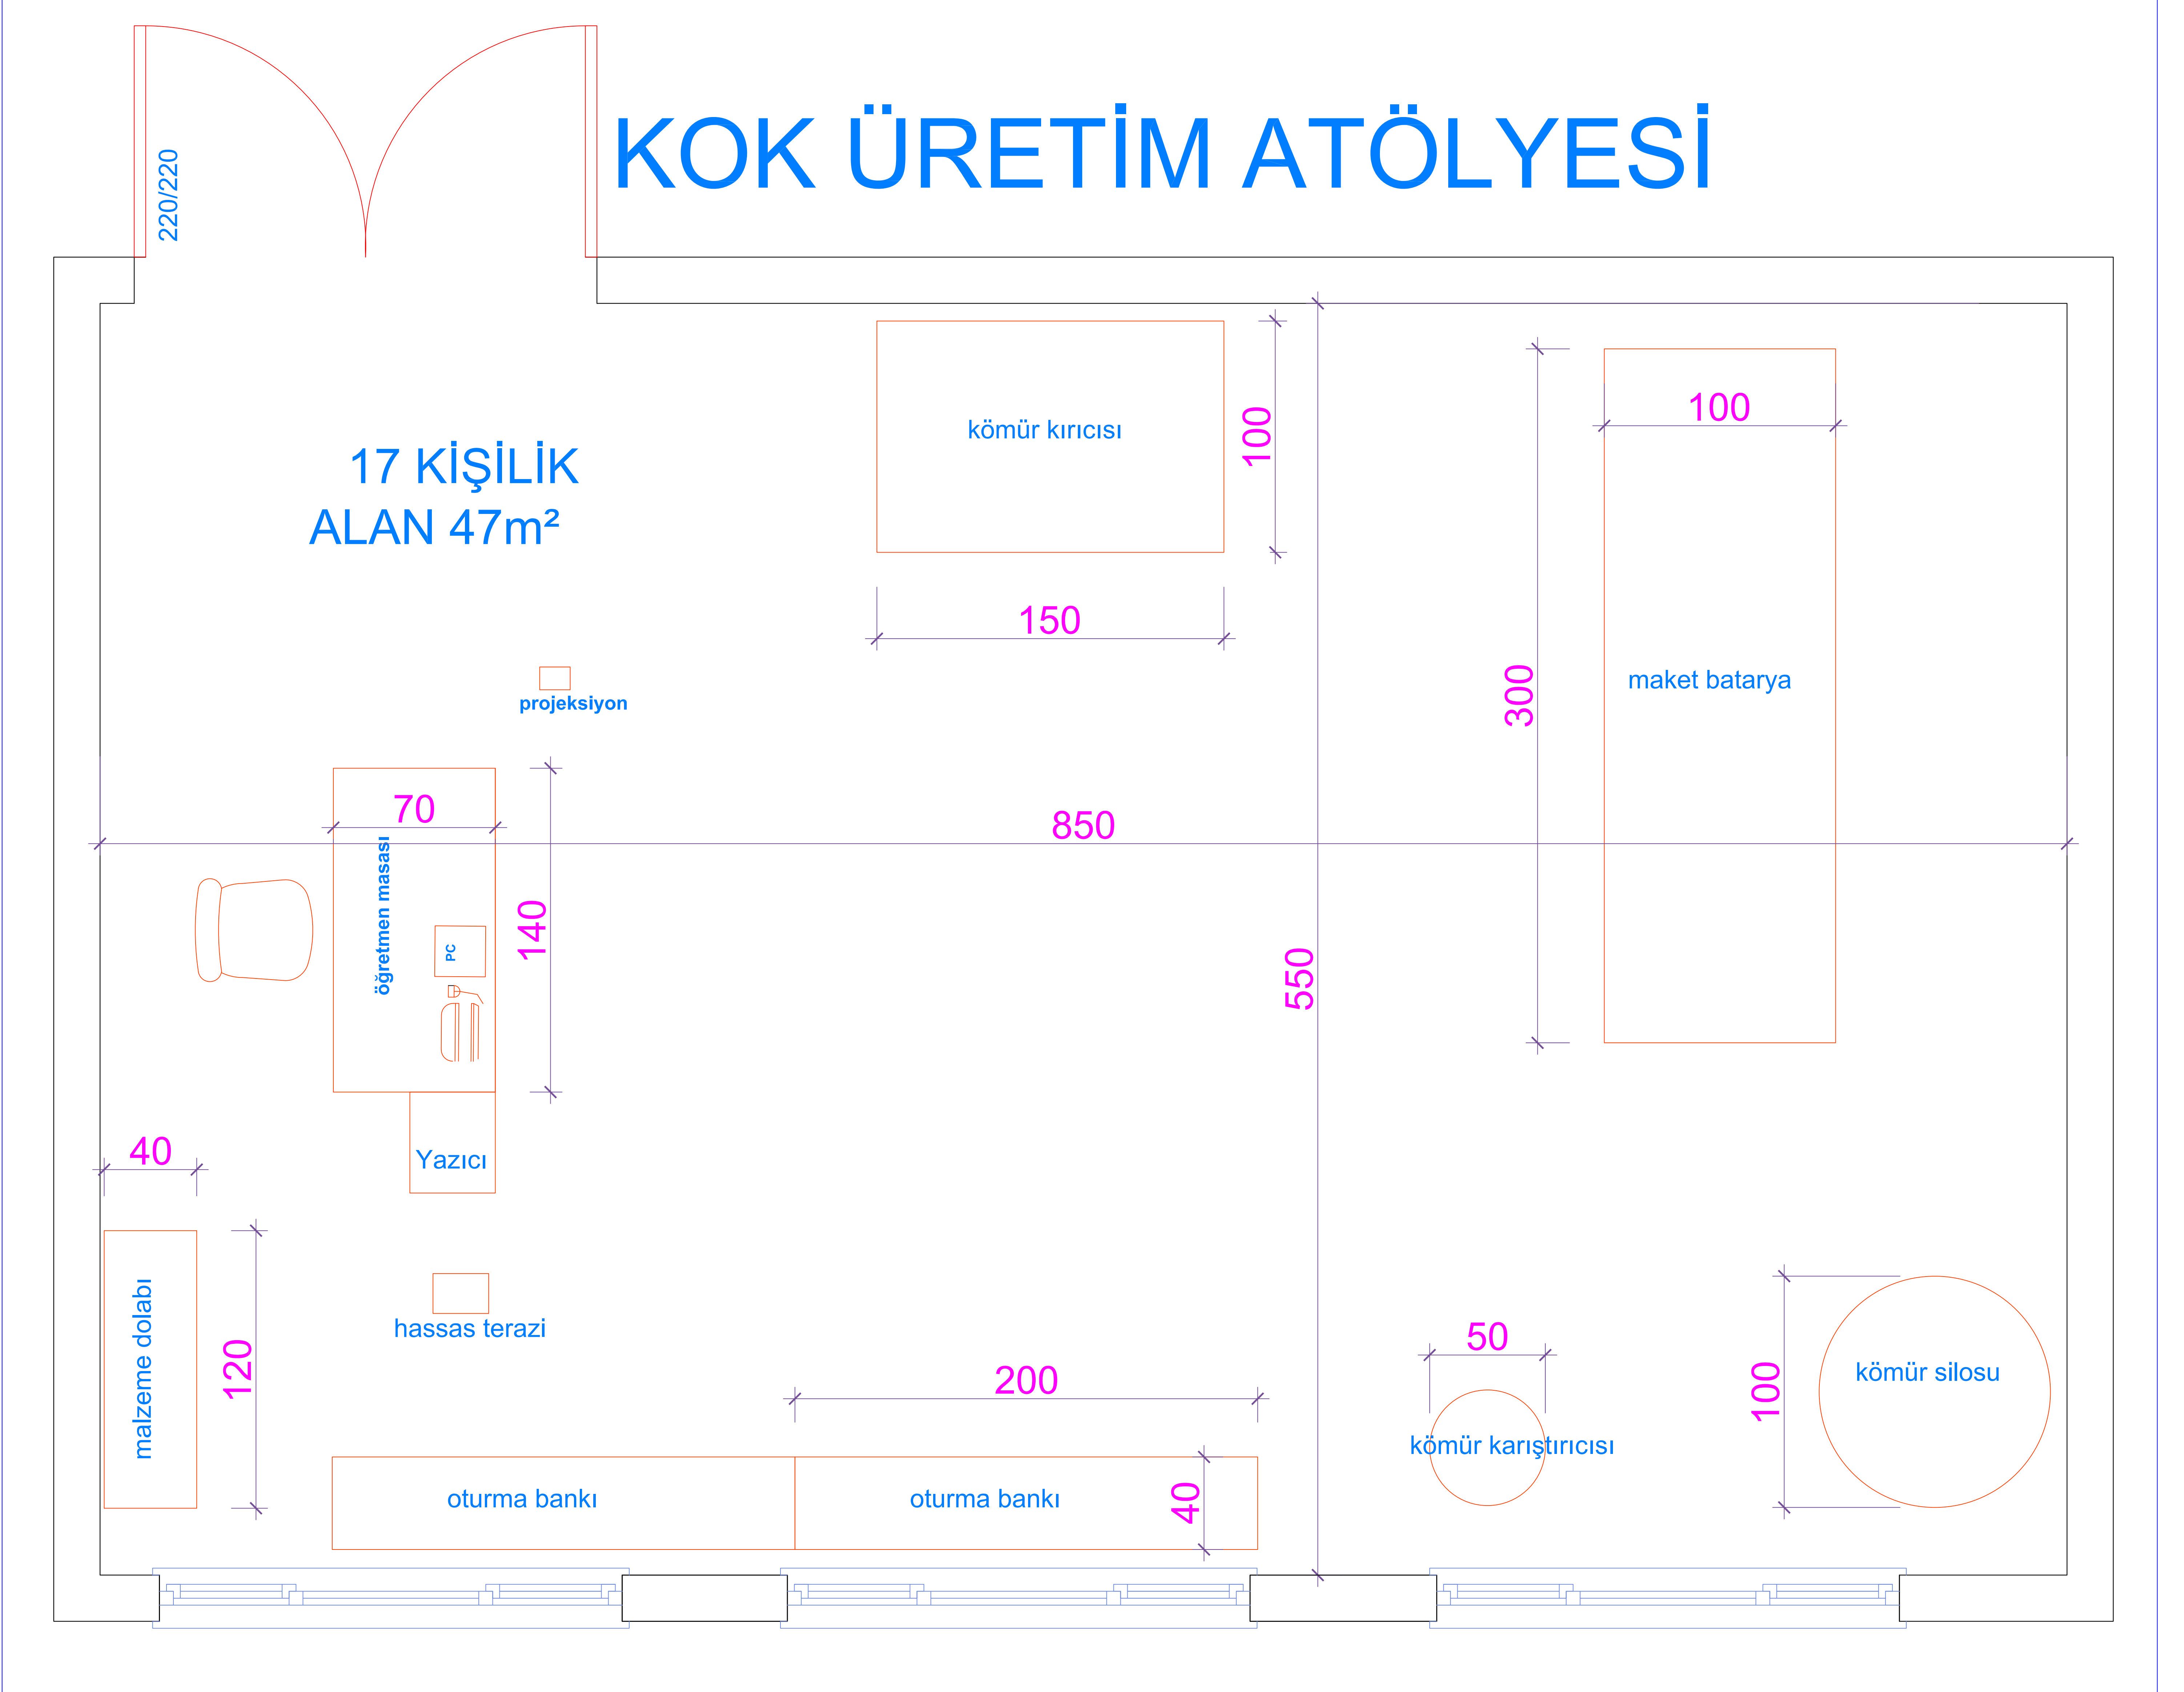 KOK ÜRETİM ATÖLYESİ
220/220
17 KİŞİLİK
ALAN 47m²
kömür kırıcısı
100
150
100
300
maket batarya
projeksiyon
70
öğretmen masası
PC
140
850
550
Yazıcı
40
malzeme dolabı
120
hassas terazi
200
oturma bankı
oturma bankı
40
50
kömür karıştırıcısı
100
kömür silosu